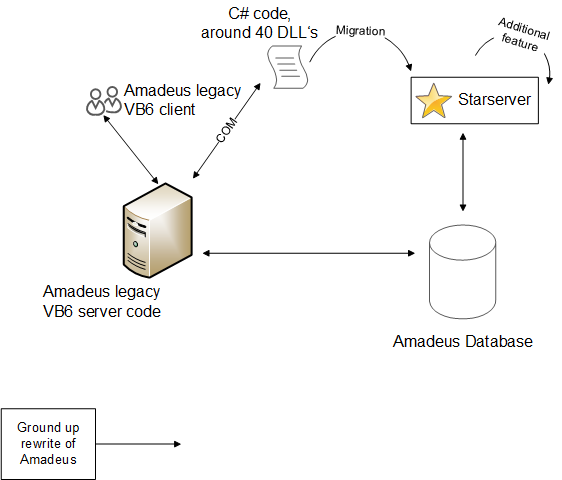 C# code,
around 40 DLL's
Migration
Additional
feature
Amadeus legacy
VB6 client
Starserver
COM
Amadeus legacy
VB6 server code
Amadeus Database
Ground up
rewrite of
Amadeus